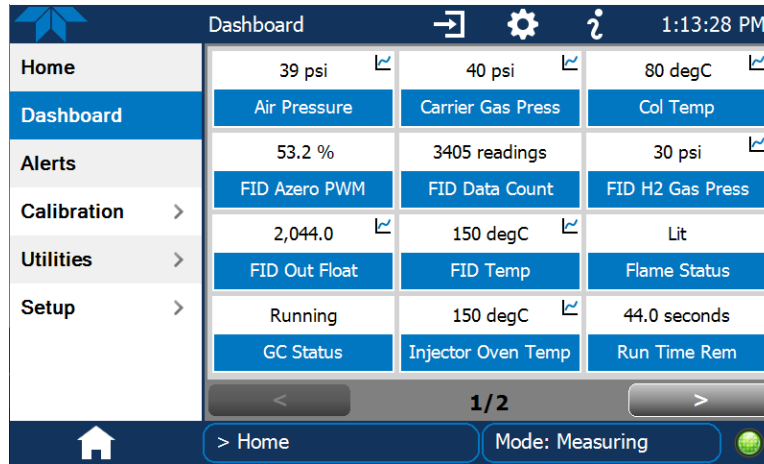 Dashboard
1:13:28 PM
Home
Dashboard
Alerts
Calibration >
Utilities >
Setup >
39 psi
40 psi
80 degC
Air Pressure
Carrier Gas Press
Col Temp
53.2 %
3405 readings
30 psi
FID Azero PWM
FID Data Count
FID H2 Gas Press
2,044.0
150 degC
Lit
FID Out Float
FID Temp
Flame Status
Running
150 degC
44.0 seconds
GC Status
Injector Oven Temp
Run Time Rem
<
1/2
>
> Home
Mode: Measuring